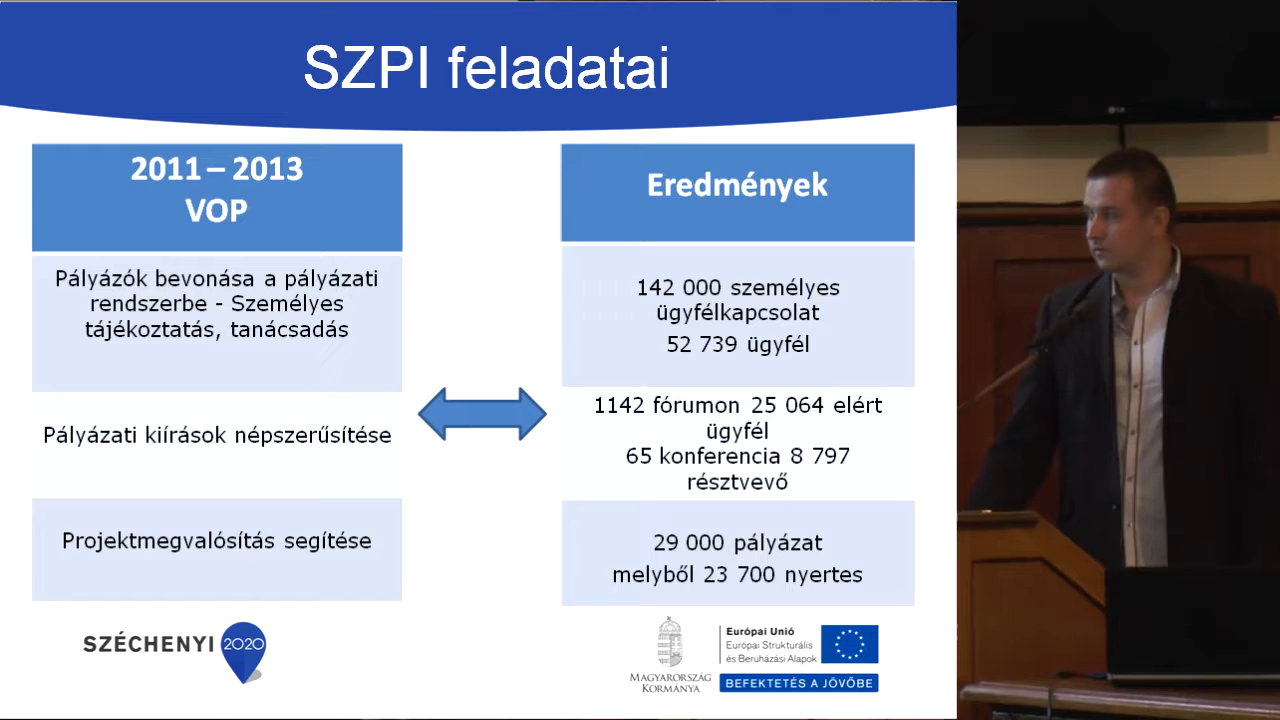 SZPI feladatai
2011 – 2013
VOP
Pályázók bevonása a pályázati
rendszerbe - Személyes
tájékoztatás, tanácsadás
Pályázati kiírások népszerűsítése
Projektmegvalósítás segítése
Eredmények
142 000 személyes
ügyfélkapcsolat
52 739 ügyfél
1142 fórumon 25 064 elért
ügyfél
65 konferencia 8 797
résztvevő
29 000 pályázat
melyből 23 700 nyertes
SZÉCHENYI 2020
MAGYARORSZÁG
KORMÁNYA
Európai Unió
Európai Strukturális
és Beruházási Alapok
BEFEKTETÉS A JÖVŐBE
LG